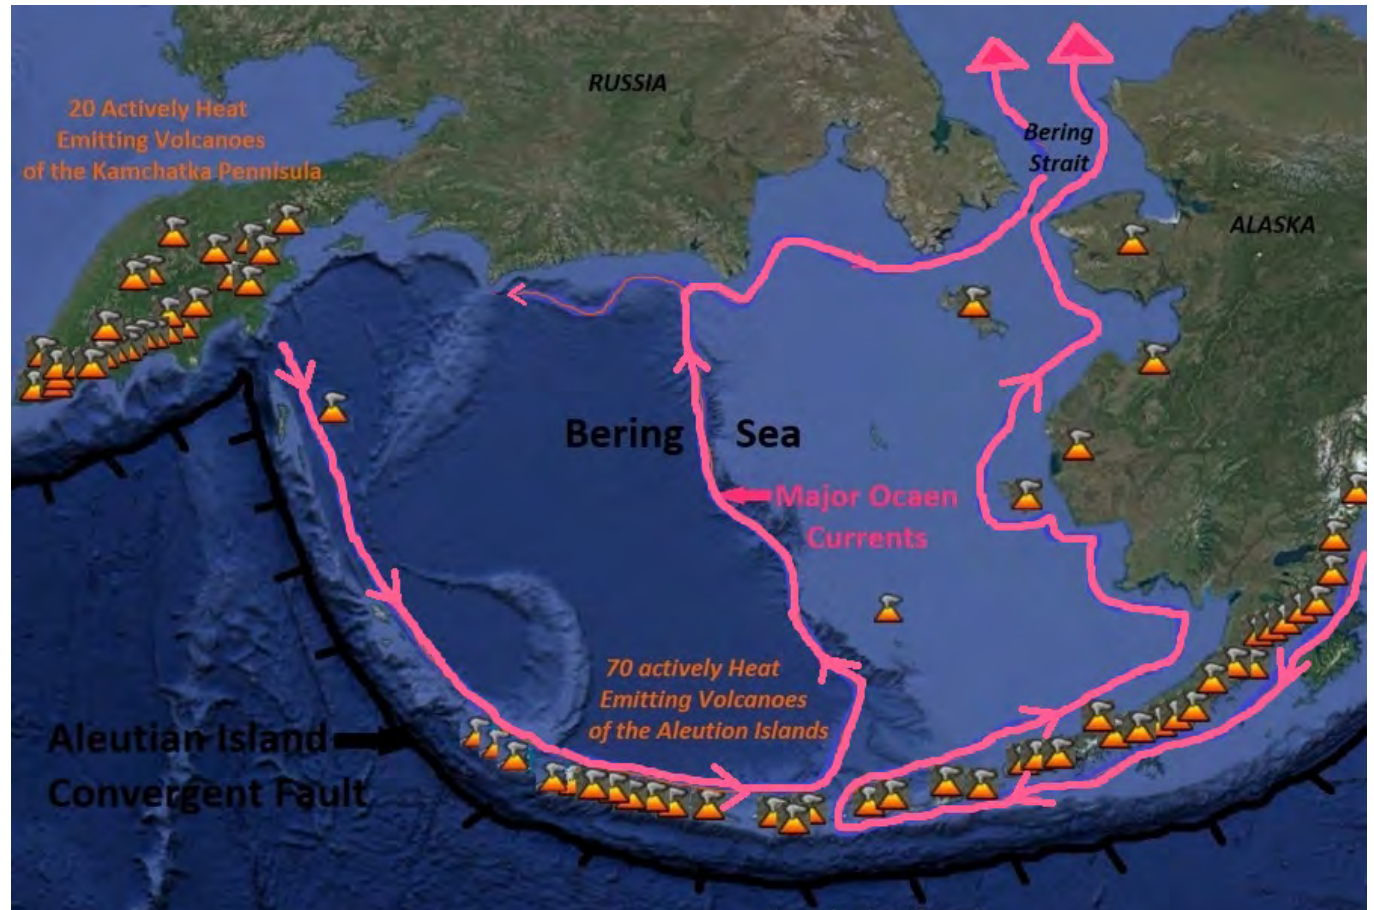 20 Actively Heat
Emitting Volcanoes
of the Kamchatka Pennisula
RUSSIA
Bering
Strait
ALASKA
Bering Sea
Major Ocaen
Currents
70 actively Heat
Emitting Volcanoes
of the Aleution Islands
Aleutian Island
Convergent Fault